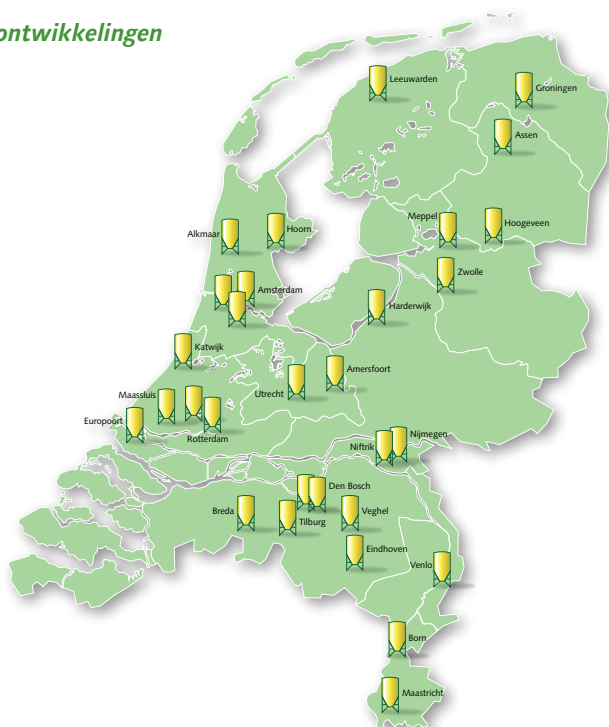 ontwikkelingen
Leeuwarden
Groningen
Assen
Meppel
Hoogeveen
Hoorn
Alkmaar
Zwolle
Amsterdam
Harderwijk
Katwijk
Amersfoort
Utrecht
Maassluis
Europoort
Rotterdam
Nijmegen
Niftrik
Den Bosch
Breda
Veghel
Tilburg
Eindhoven
Venlo
Born
Maastricht